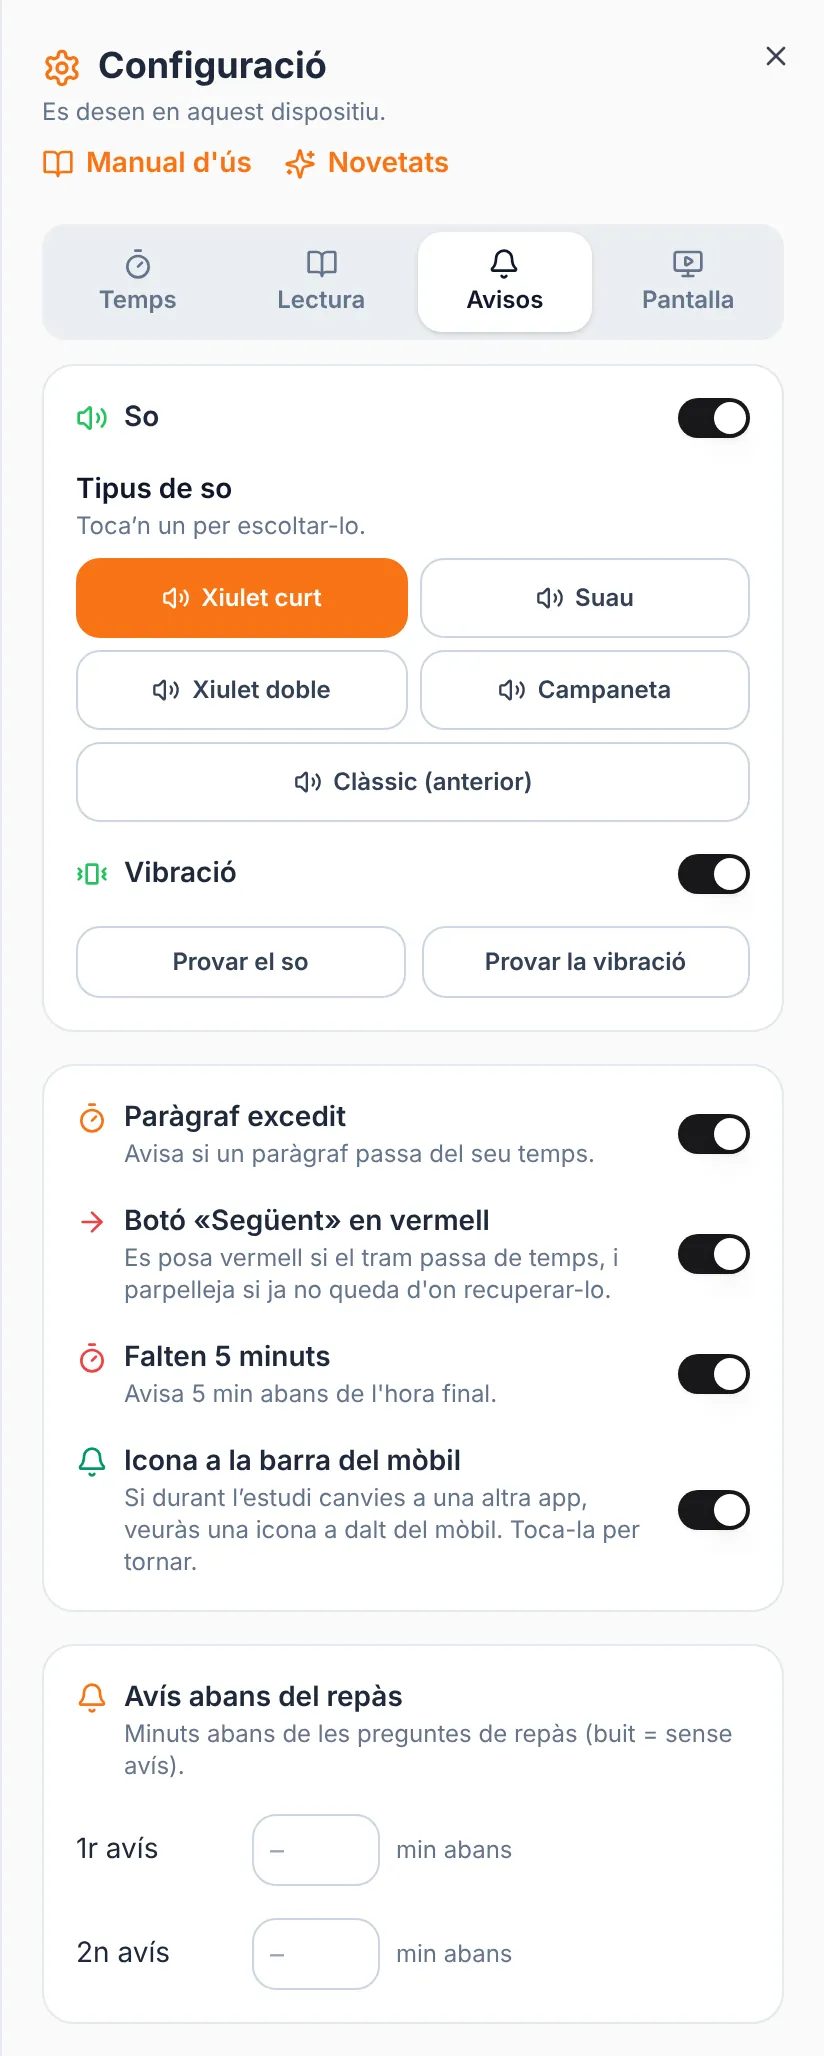 Configuració
Es desen en aquest dispositiu.
Manual d'ús Novetats
Temps Lectura Avisos Pantalla
So
Tipus de so
Toca’n un per escoltar-lo.
Xiulet curt Suau
Xiulet doble Campaneta
Clàssic (anterior)
Vibració
Provar el so Provar la vibració
Paràgraf excedit
Avisa si un paràgraf passa del seu temps.
Botó «Següent» en vermell
Es posa vermell si el tram passa de temps, i
parpelleja si ja no queda d'on recuperar-lo.
Falten 5 minuts
Avisa 5 min abans de l'hora final.
Icona a la barra del mòbil
Si durant l’estudi canvies a una altra app,
veuràs una icona a dalt del mòbil. Toca-la per
tornar.
Avís abans del repàs
Minuts abans de les preguntes de repàs (buit = sense
avís).
1r avís – min abans
2n avís – min abans